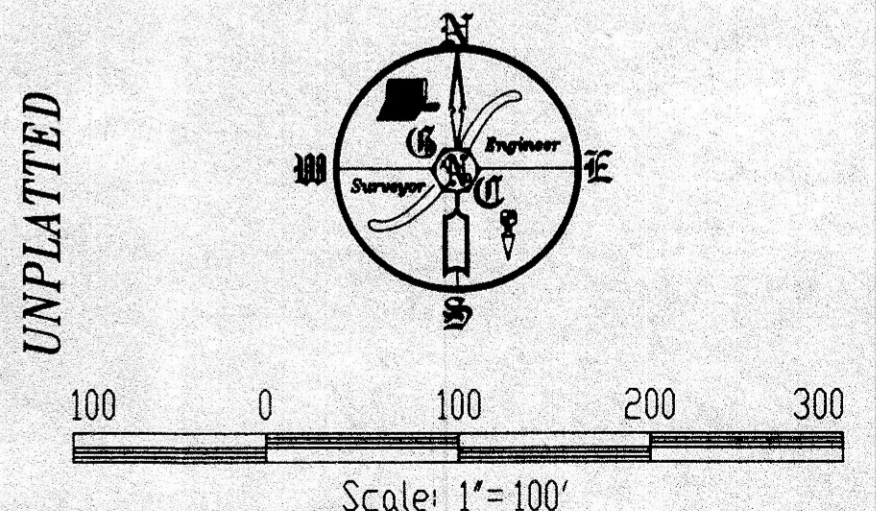 UNPLATTED
N
G
Engineer
W
N
E
Surveyor
C
S
100 0 100 200 300
Scale: 1"=100'